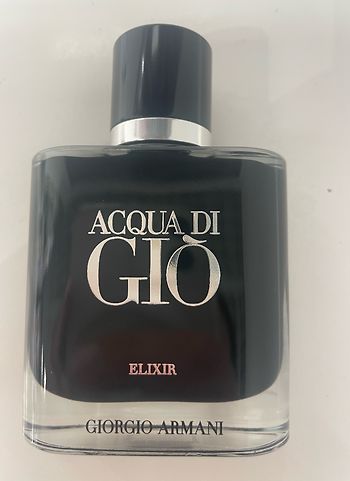 ACQUA DI
GIÒ
ELIXIR
GIORGIO ARMANI